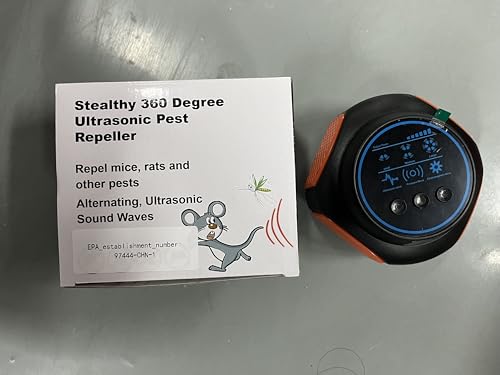 Stealthy 360 Degree
Ultrasonic Pest
Repeller
Repel mice, rats and
other pests
Alternating, Ultrasonic
Sound Waves
EPA_establishment_number:
97444-CHN-1